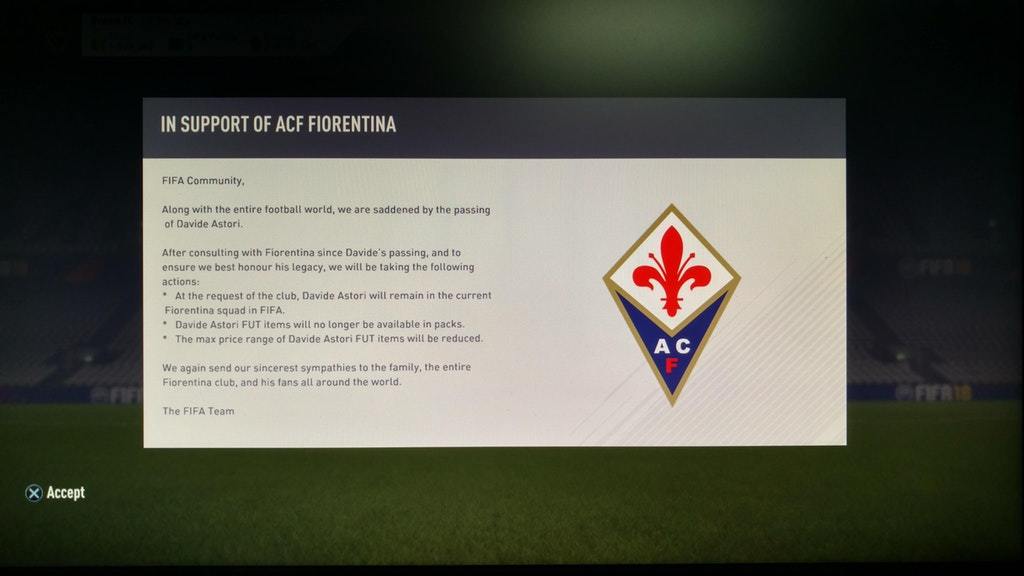 IN SUPPORT OF ACF FIORENTINA
FIFA Community,
Along with the entire football world, we are saddened by the passing
of Davide Astori.
After consulting with Fiorentina since Davide's passing, and to
ensure we best honour his legacy, we will be taking the following
actions:
* At the request of the club, Davide Astori will remain in the current
Fiorentina squad in FIFA.
* Davide Astori FUT items will no longer be available in packs.
* The max price range of Davide Astori FUT items will be reduced.
We again send our sincerest sympathies to the family, the entire
Fiorentina club, and his fans all around the world.
The FIFA Team
A C
F
FIFA 18
FIFI
FIFA 18
Accept